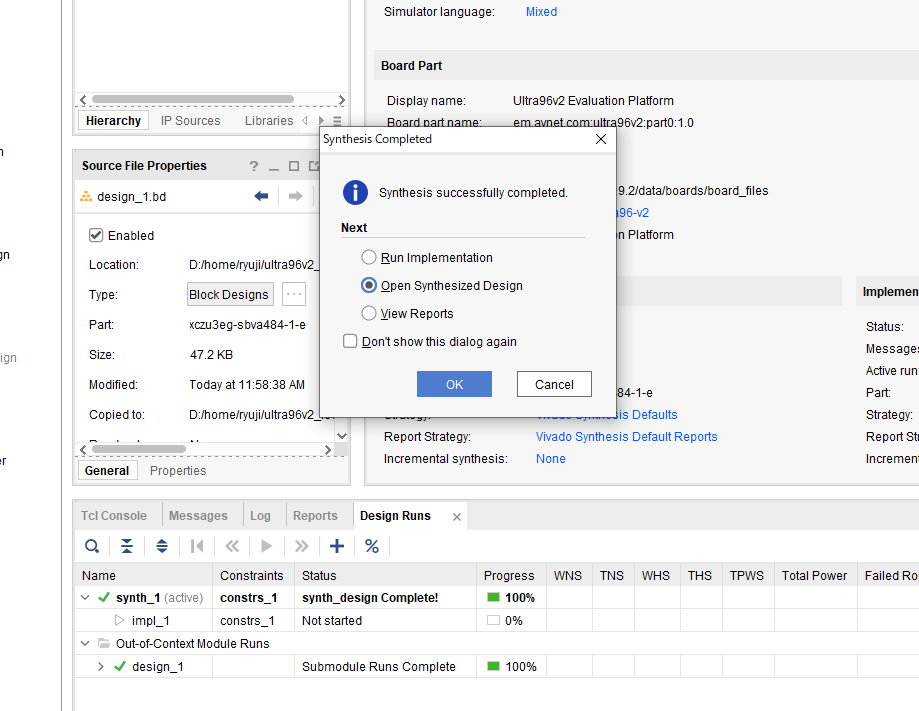 Simulator language: Mixed
Board Part
Display name: Ultra96v2 Evaluation Platform
Board part name: em.avnet.com:ultra96v2:part0:1.0
9.2/data/boards/board_files
a96-v2
on Platform
Hierarchy IP Sources Libraries
Source File Properties
design_1.bd
Enabled
Location: D:/home/ryuji/ultra96v2_
Type: Block Designs ...
Part: xczu3eg-sbva484-1-e
Size: 47.2 KB
Modified: Today at 11:58:38 AM
Copied to: D:/home/ryuji/ultra96v2_
General Properties
Synthesis Completed
Synthesis successfully completed.
Next
Run Implementation
Open Synthesized Design
View Reports
Don't show this dialog again
OK Cancel
84-1-e
Strategy: Vivado Synthesis Defaults
Report Strategy: Vivado Synthesis Default Reports
Incremental synthesis: None
Implemen
Status:
Messages
Active run:
Part:
Strategy:
Report Str
Increment
gn
ign
er
Tcl Console Messages Log Reports Design Runs
Name Constraints Status Progress WNS TNS WHS THS TPWS Total Power Failed Ro
synth_1 (active) constrs_1 synth_design Complete! 100%
impl_1 constrs_1 Not started 0%
Out-of-Context Module Runs
design_1 Submodule Runs Complete 100%